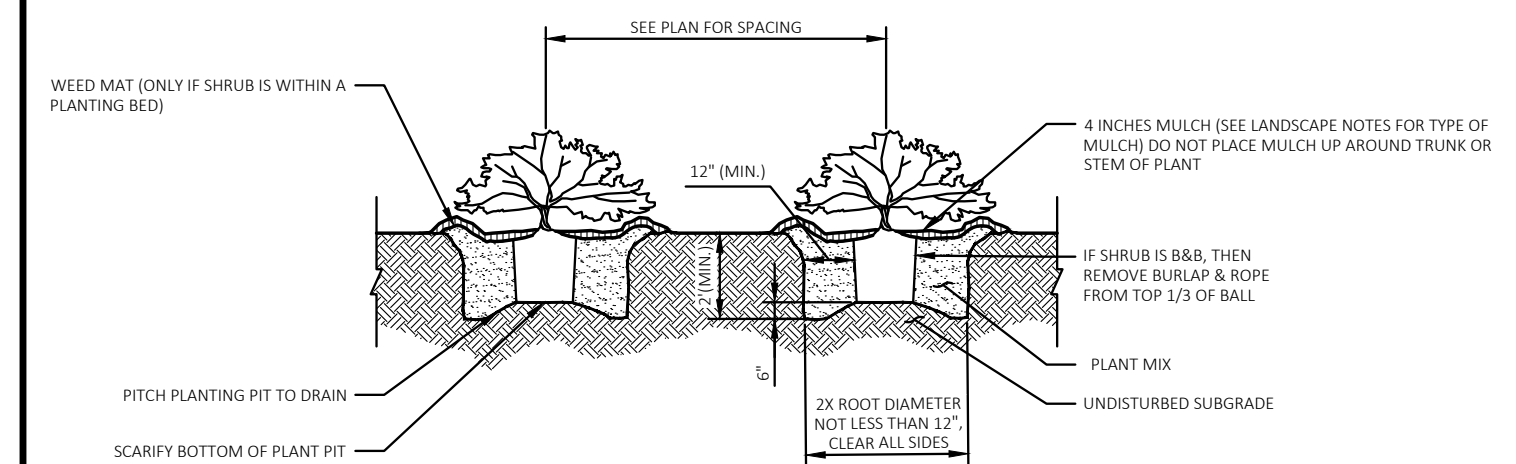 SEE PLAN FOR SPACING
WEED MAT (ONLY IF SHRUB IS WITHIN A
PLANTING BED)
4 INCHES MULCH (SEE LANDSCAPE NOTES FOR TYPE OF
MULCH) DO NOT PLACE MULCH UP AROUND TRUNK OR
STEM OF PLANT
12" (MIN.)
2' (MIN.)
IF SHRUB IS B&B, THEN
REMOVE BURLAP & ROPE
FROM TOP 1/3 OF BALL
PLANT MIX
6"
PITCH PLANTING PIT TO DRAIN
2X ROOT DIAMETER
NOT LESS THAN 12",
CLEAR ALL SIDES
UNDISTURBED SUBGRADE
SCARIFY BOTTOM OF PLANT PIT